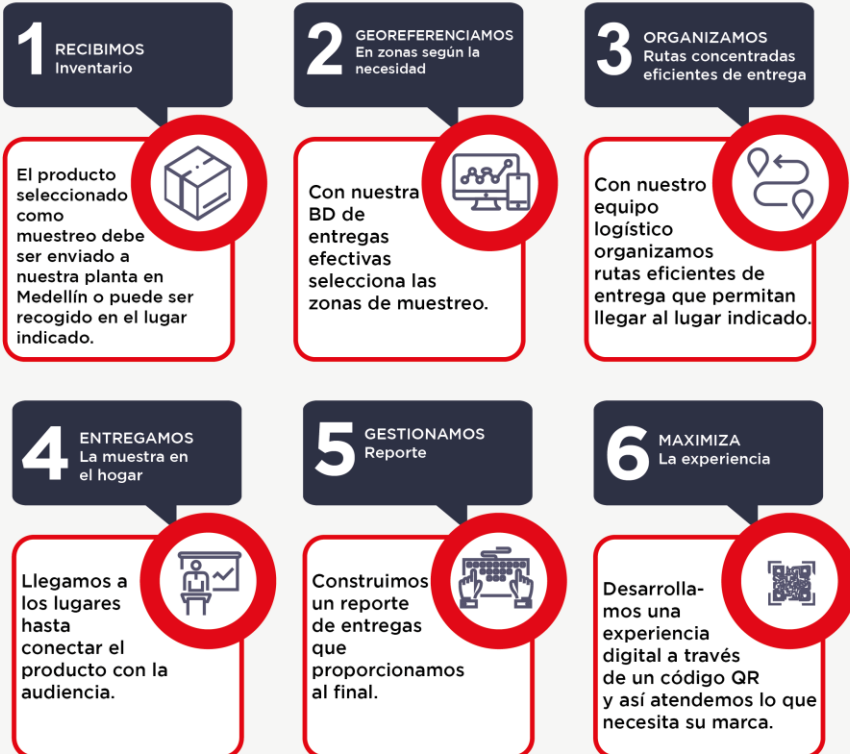 1
RECIBIMOS
Inventario
El producto
seleccionado
como
muestreo debe
ser enviado a
nuestra planta en
Medellín o puede ser
recogido en el lugar
indicado.
2
GEOREFERENCIAMOS
En zonas según la
necesidad
Con nuestra
BD de
entregas
efectivas
selecciona las
zonas de muestreo.
3
ORGANIZAMOS
Rutas concentradas
eficientes de entrega
Con nuestro
equipo
logístico
organizamos
rutas eficientes de
entrega que permitan
llegar al lugar indicado.
4
ENTREGAMOS
La muestra en
el hogar
Llegamos a
los lugares
hasta
conectar el
producto con la
audiencia.
5
GESTIONAMOS
Reporte
Construimos
un reporte
de entregas
que
proporcionamos
al final.
6
MAXIMIZA
La experiencia
Desarrolla-
mos una
experiencia
digital a través
de un código QR
y así atendemos lo que
necesita su marca.